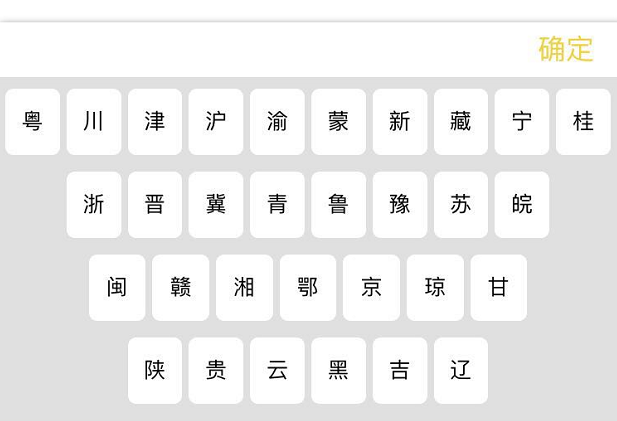 确定
粤 川 津 沪 渝 蒙 新 藏 宁 桂
浙 晋 冀 青 鲁 豫 苏 皖
闽 赣 湘 鄂 京 琼 甘
陕 贵 云 黑 吉 辽